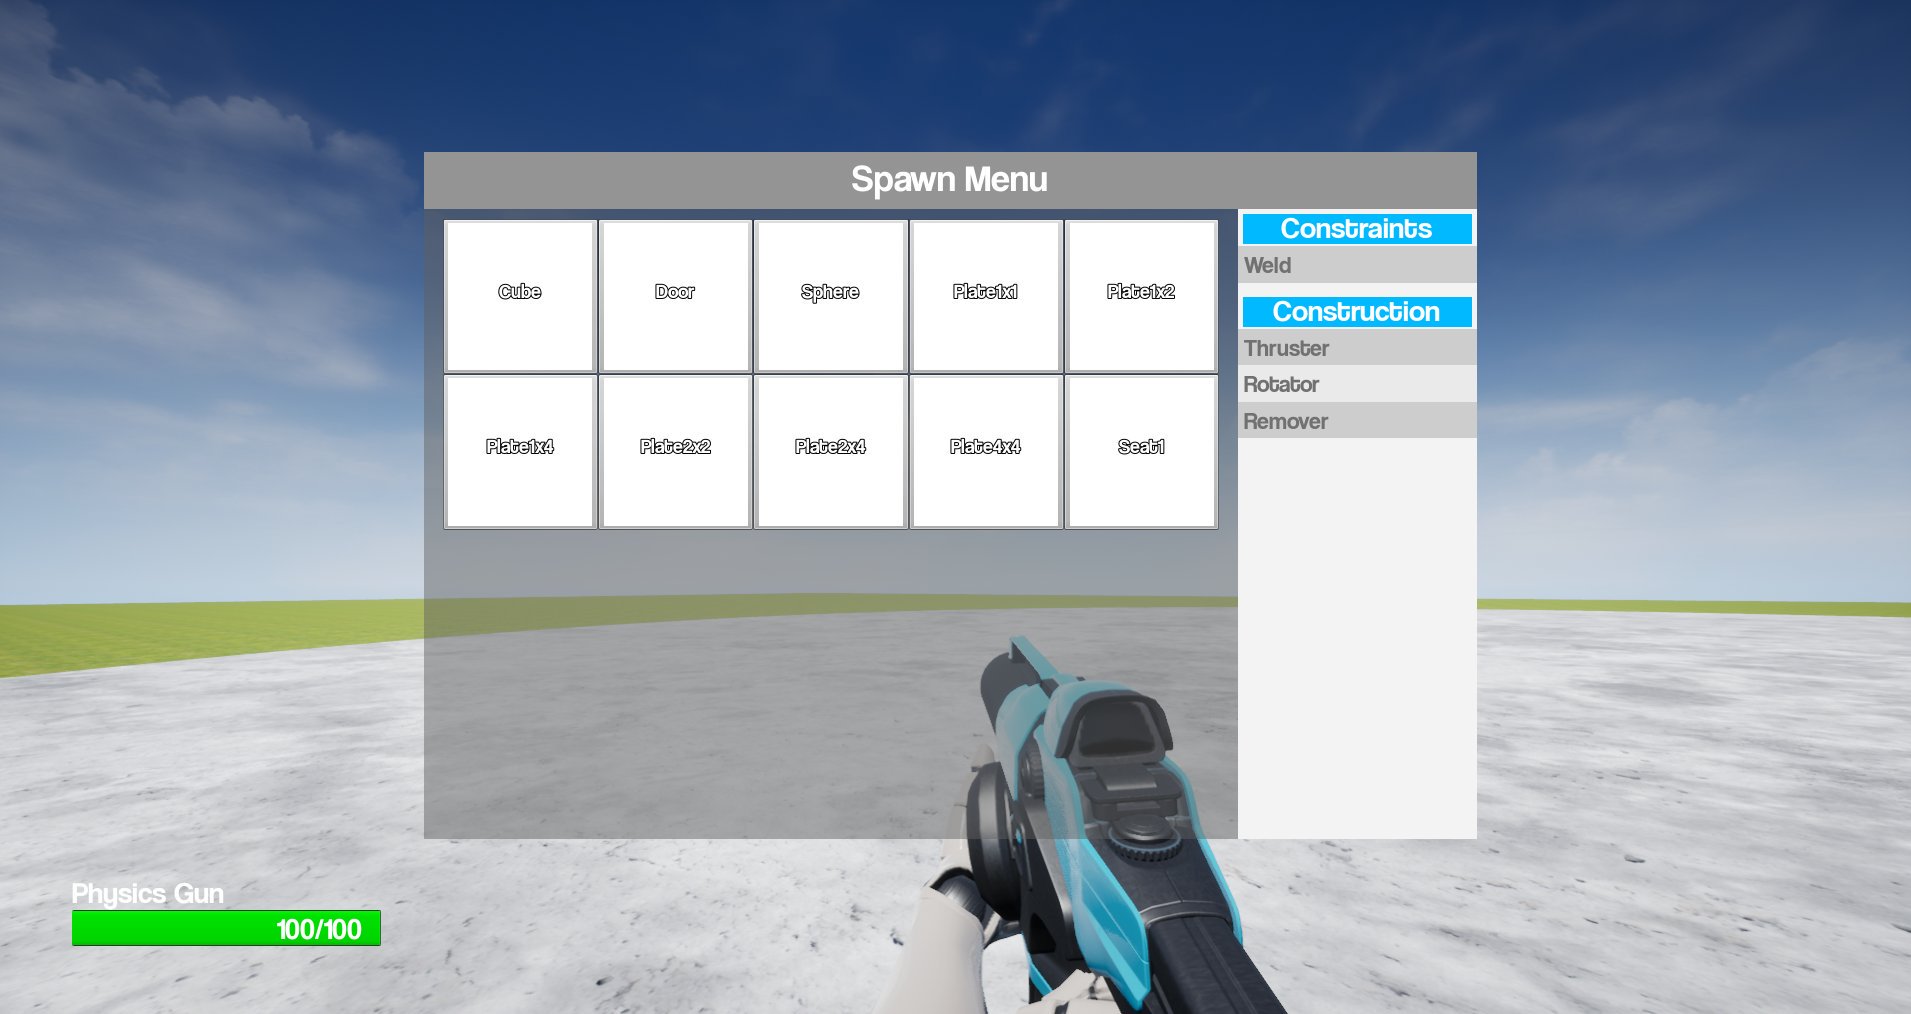 Spawn Menu
Cube
Door
Sphere
Plate1x1
Plate1x2
Plate1x4
Plate2x2
Plate2x4
Plate4x4
Seat1
Constraints
Weld
Construction
Thruster
Rotator
Remover
Physics Gun
100/100